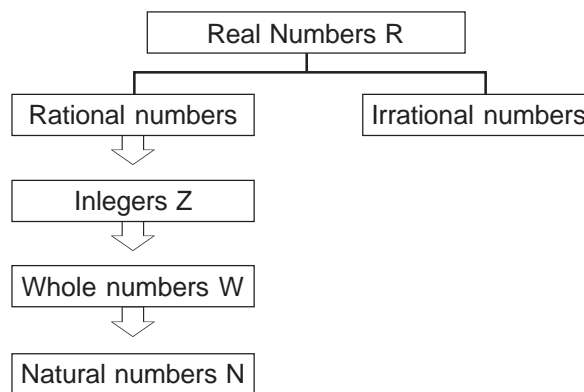 Real Numbers R
Rational numbers
Irrational numbers
Inlegers Z
Whole numbers W
Natural numbers N